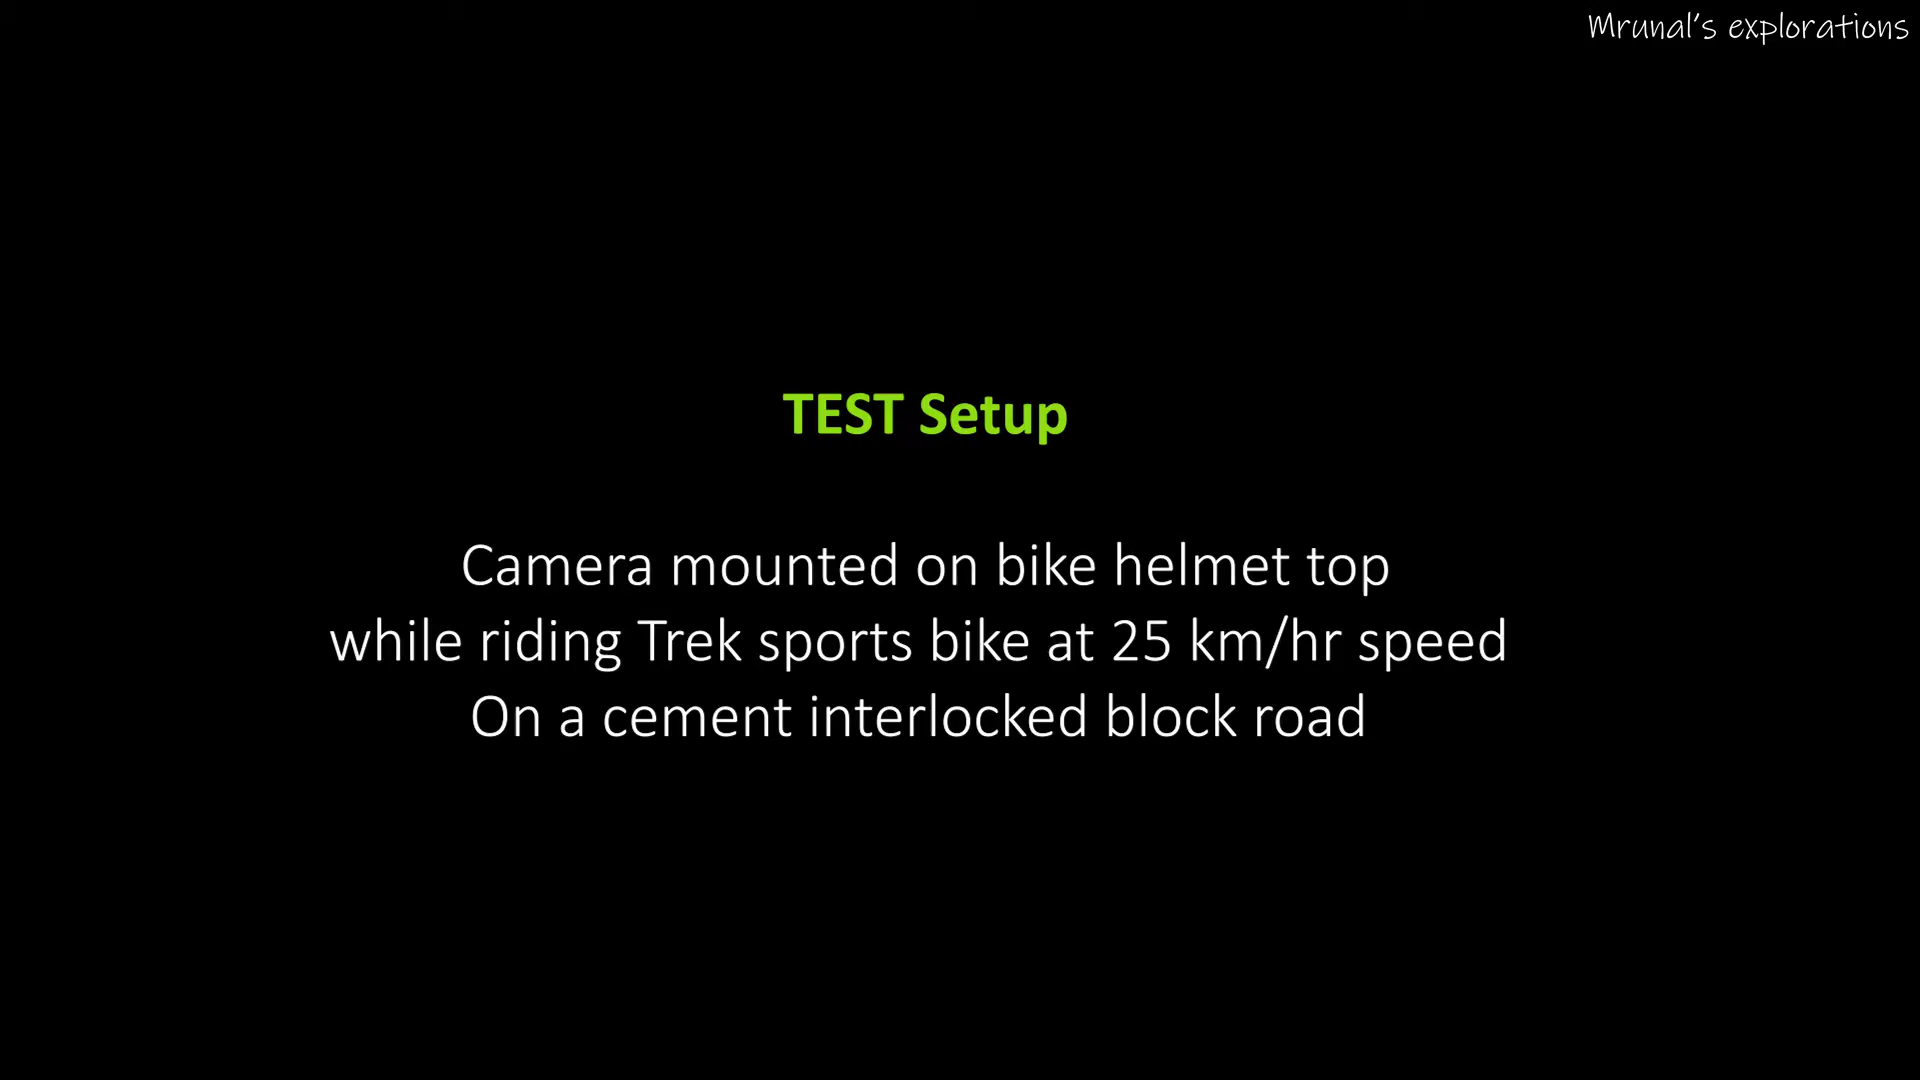 Mrunal's explorations
TEST Setup
Camera mounted on bike helmet top
while riding Trek sports bike at 25 km/hr speed
On a cement interlocked block road